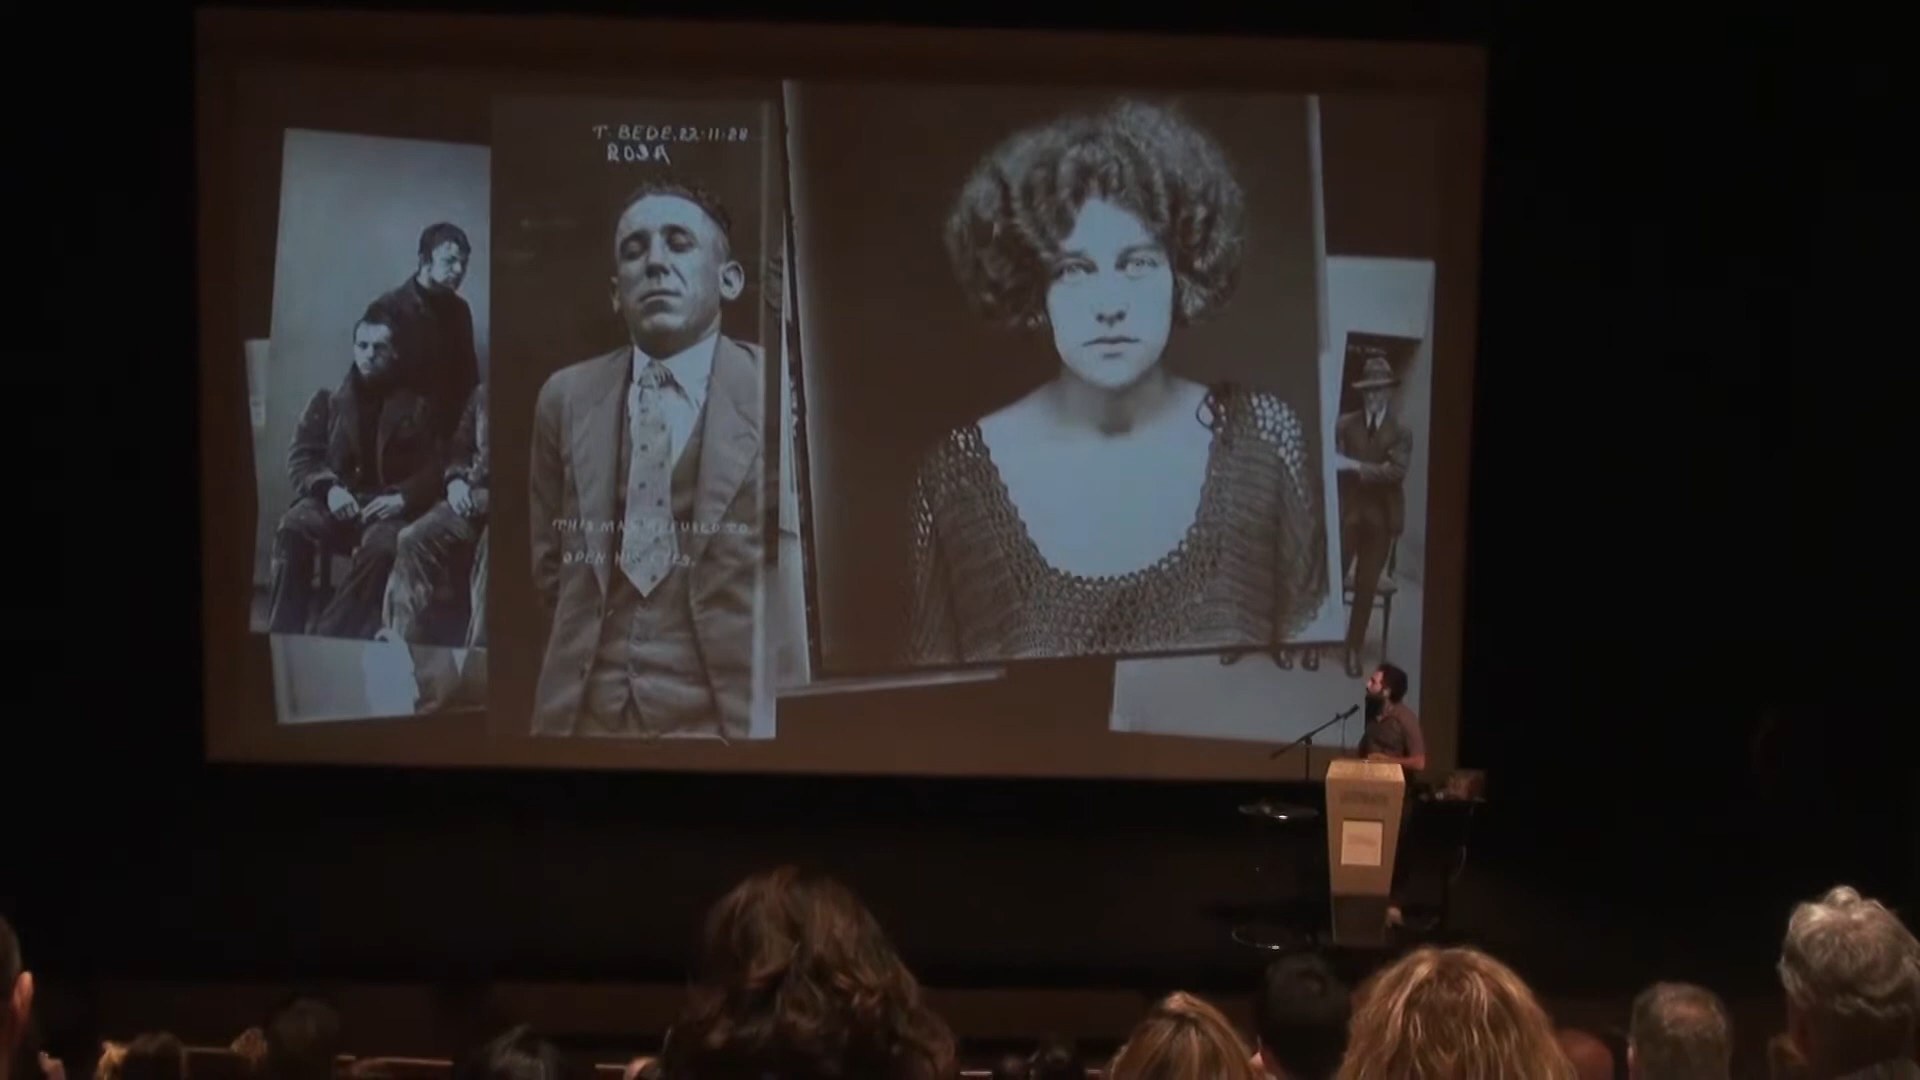 T. BEDE. 22-11-28
ROSA
THIS MAN REFUSED TO
OPEN HIS EYES.